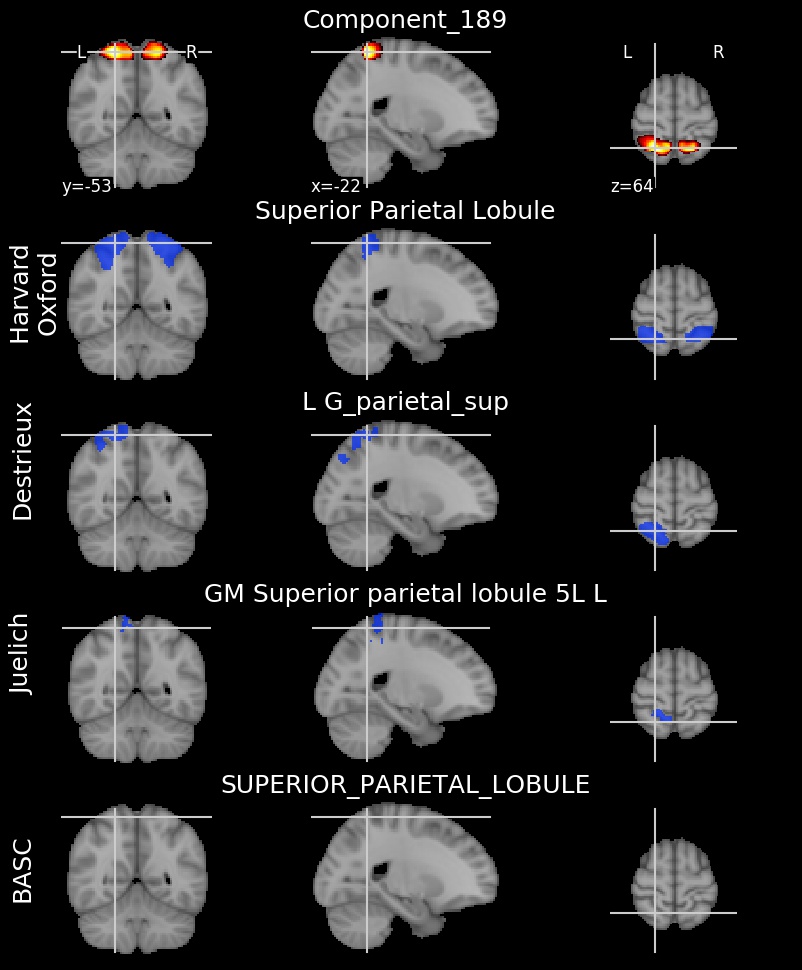 Component_189
L R
L R
y=-53 x=-22 z=64
Superior Parietal Lobule
Harvard
Oxford
L G_parietal_sup
Destrieux
GM Superior parietal lobule 5L L
Juelich
SUPERIOR_PARIETAL_LOBULE
BASC